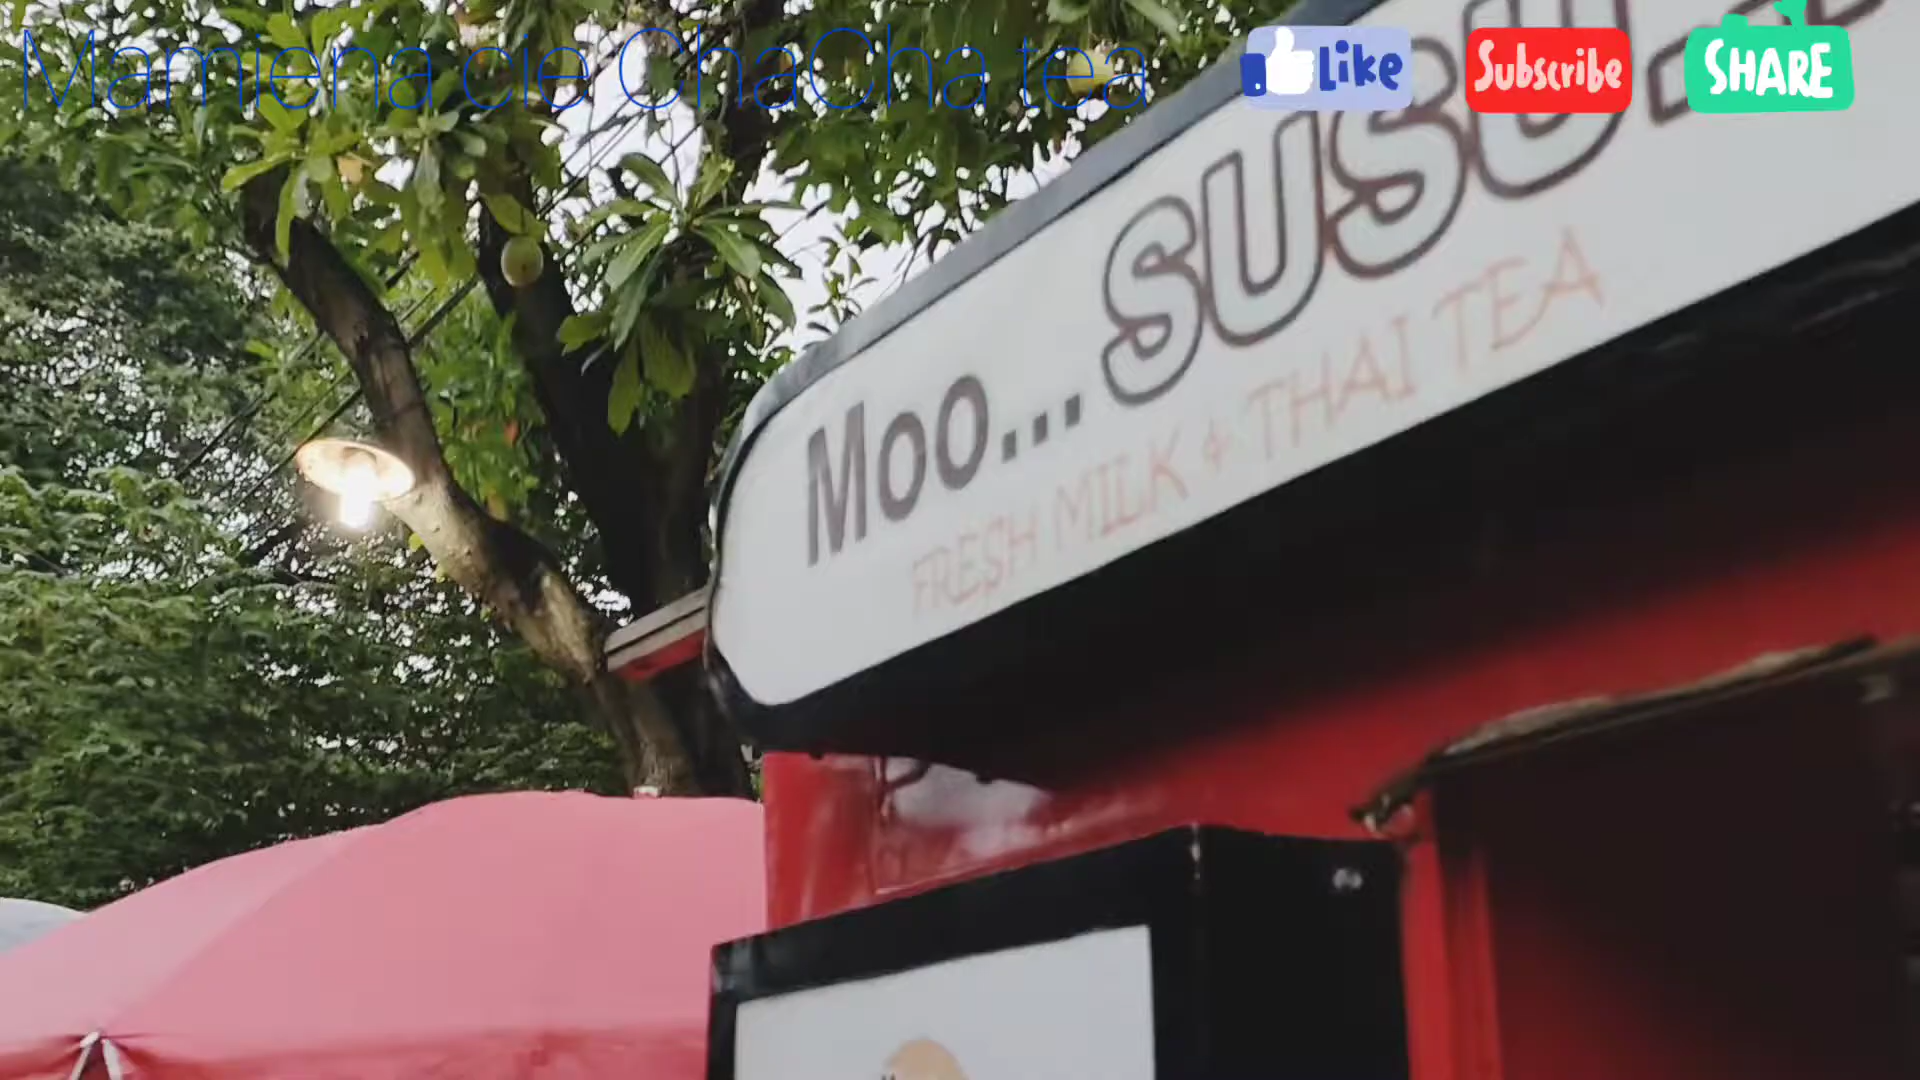 Mamiena cie ChaCha tea
Like
Subscribe
SHARE
Moo... SUSU
FRESH MILK & THAI TEA